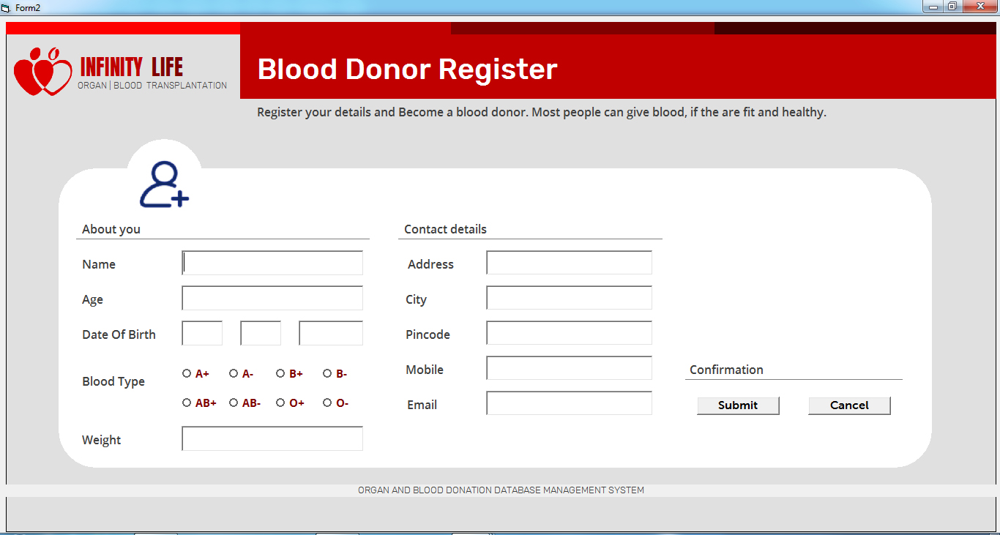 Form2
INFINITY LIFE
ORGAN | BLOOD TRANSPLANTATION
Blood Donor Register
Register your details and Become a blood donor. Most people can give blood, if the are fit and healthy.
About you
Name
Age
Date Of Birth
Blood Type
A+ A- B+ B-
AB+ AB- O+ O-
Weight
Contact details
Address
City
Pincode
Mobile
Email
Confirmation
Submit Cancel
ORGAN AND BLOOD DONATION DATABASE MANAGEMENT SYSTEM